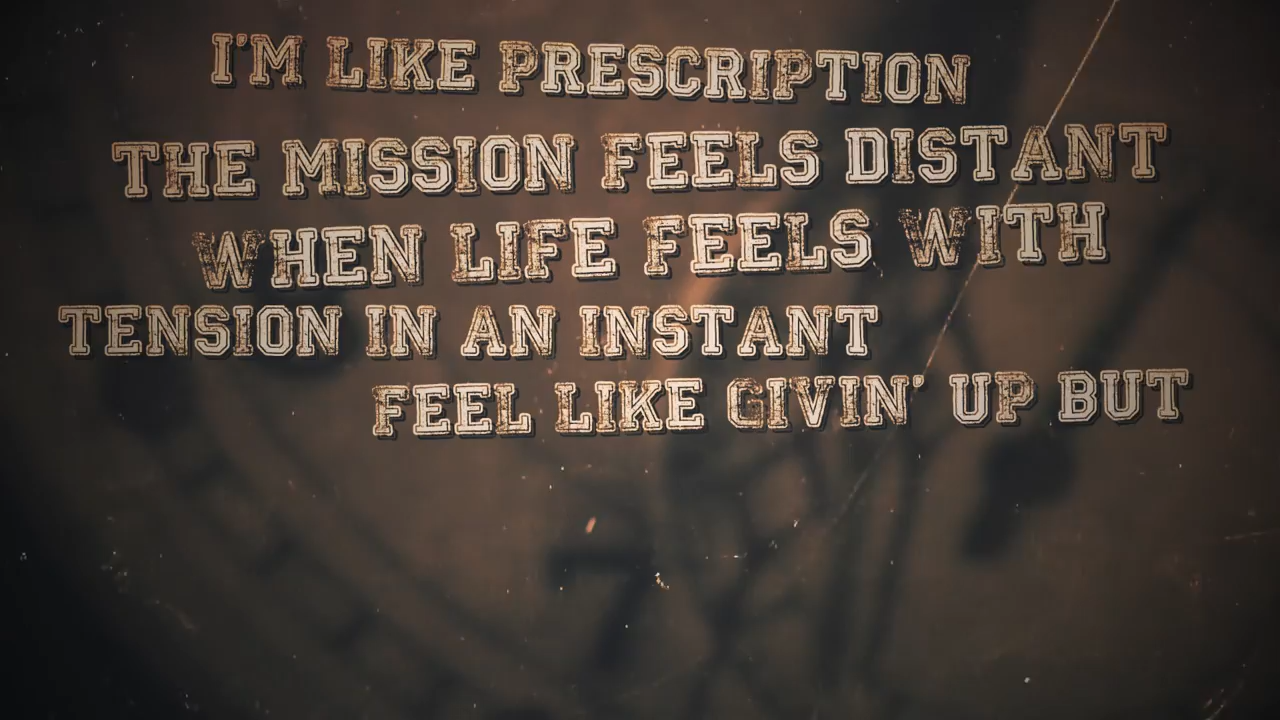 I'M LIKE PRESCRIPTION
THE MISSION FEELS DISTANT
WHEN LIFE FEELS WITH
TENSION IN AN INSTANT
FEEL LIKE GIVIN' UP BUT